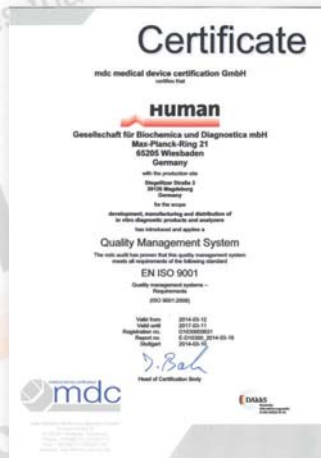 Certificate
mdc medical device certification GmbH
certifies that
Human
Gesellschaft für Biochemica und Diagnostica mbH
Max-Planck-Ring 21
65205 Wiesbaden
Germany
with the production site
Stegelitzer Straße 3
39126 Magdeburg
Germany
for the scope
development, manufacturing and distribution of
in vitro diagnostic products and analyzers
has introduced and applies a
Quality Management System
The mdc audit has proven that this quality management system
meets all requirements of the following standard
EN ISO 9001
Quality management systems –
Requirements
(ISO 9001:2008)
Valid from 2014-03-12
Valid until 2017-03-11
Registration no.
Report no.
Stuttgart 2014-03-10
Head of Certification Body
mdc
DAkkS